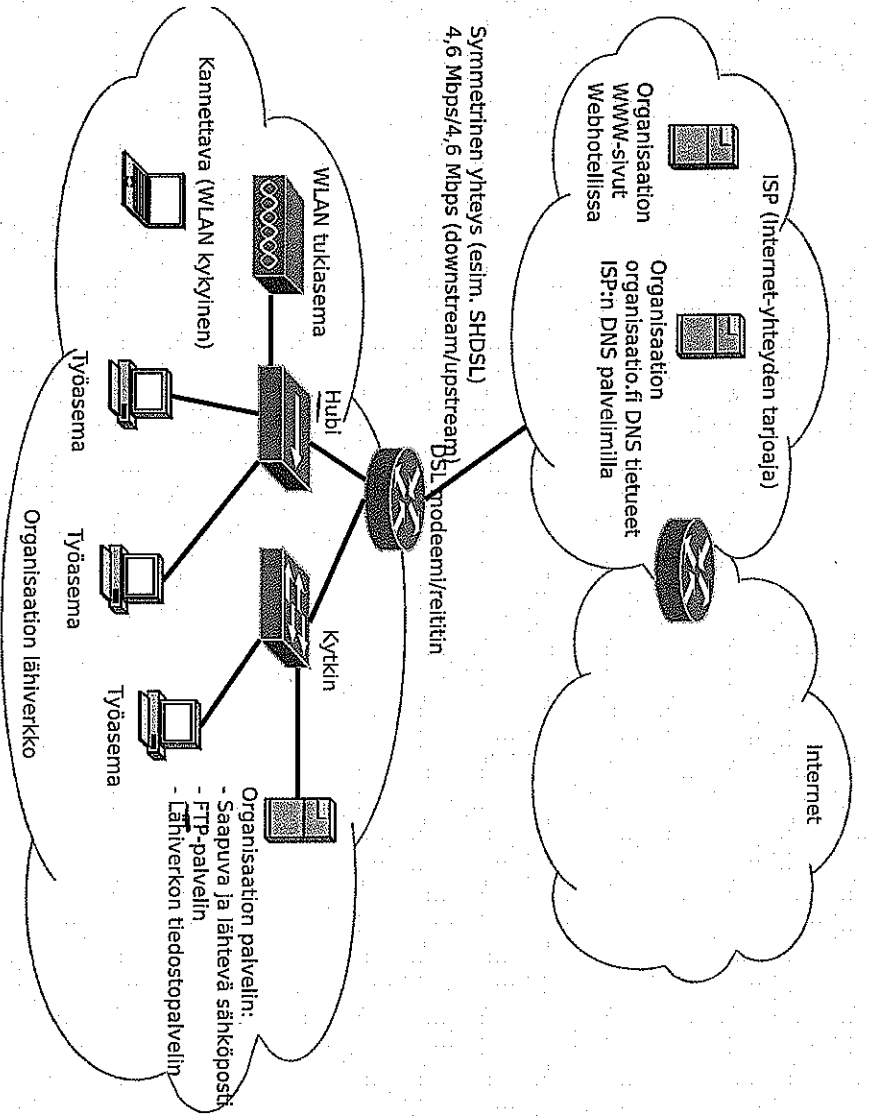 ISP (Internet-yhteyden tarjoaja)
Internet
Organisaation
WWW-sivut
Webhotellissa
Organisaation
organisaatio.fi DNS tietueet
ISP:n DNS palvelimilla
Symmetrinen yhteys (esim. SHDSL)
4,6 Mbps/4,6 Mbps (downstream/upstream)
DSL modeemi/reititin
WLAN tukiasema
Hubi
Kytkin
Kannettava (WLAN kykyinen)
Työasema
Työasema
Työasema
Organisaation palvelin:
- Saapuva ja lähtevä sähköposti
- FTP-palvelin
- Lähiverkon tiedostopalvelin
Organisaation lähiverkko